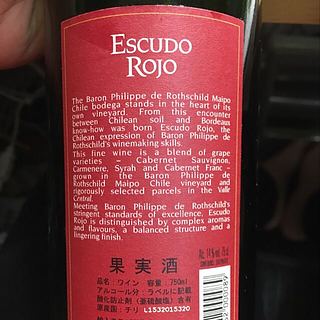 ESCUDO
ROJO
The Baron Philippe de Rothschild Maipo
Chile bodega stands in the heart of its
own vineyard. From this encounter
between Chilean soil and Bordeaux
know-how was born Escudo Rojo, the
Chilean expression of Baron Philippe de
Rothschild's winemaking skills.
This fine wine is a blend of grape
varieties – Cabernet Sauvignon,
Carmenere, Syrah and Cabernet Franc –
grown in the Baron Philippe de
Rothschild Maipo Chile vineyard and
rigorously selected parcels in the Valle
Central.
Meeting Baron Philippe de Rothschild's
stringent standards of excellence, Escudo
Rojo is distinguished by complex aromas
and flavours, a balanced structure and a
lingering finish.
果実酒
品名：ワイン 容量：750ml
アルコール分：ラベルに記載
酸化防止剤（亜硫酸塩）含有
原産国：チリ L1532015320